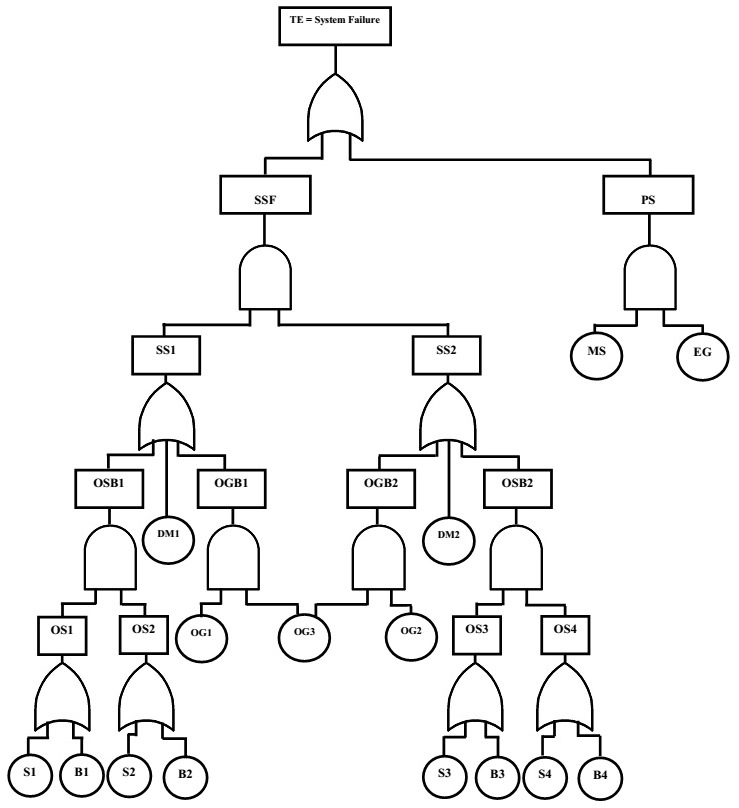 TE = System Failure
SSF
PS
SS1
SS2
MS
EG
OSB1
OGB1
OGB2
OSB2
DM1
DM2
OS1
OS2
OG1
OG3
OG2
OS3
OS4
S1
B1
S2
B2
S3
B3
S4
B4